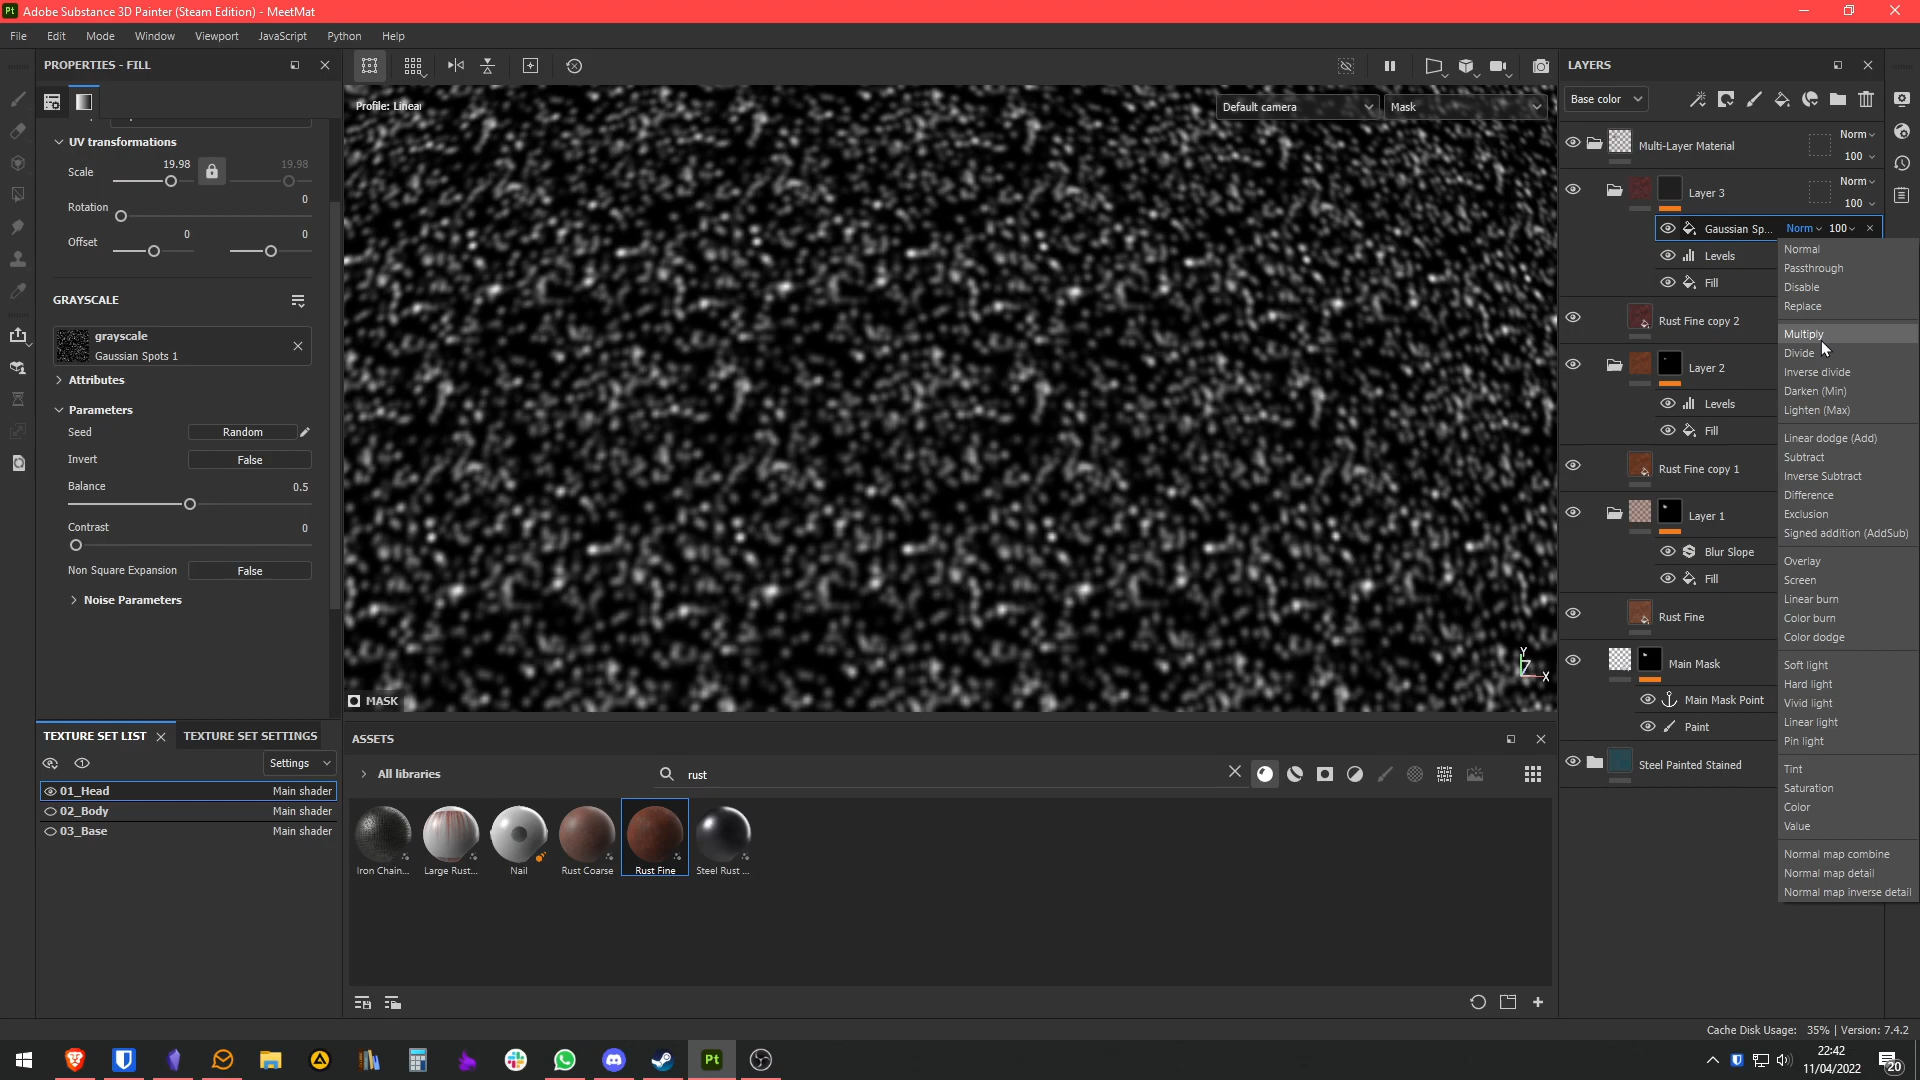 Adobe Substance 3D Painter (Steam Edition) - MeetMat
File Edit Mode Window Viewport JavaScript Python Help
PROPERTIES - FILL
UV transformations
Scale 19.98 19.98
Rotation 0
Offset 0 0
GRAYSCALE
grayscale
Gaussian Spots 1
Attributes
Parameters
Seed Random
Invert False
Balance 0.5
Contrast 0
Non Square Expansion False
Noise Parameters
TEXTURE SET LIST TEXTURE SET SETTINGS
Settings
01_Head Main shader
02_Body Main shader
03_Base Main shader
Profile: Linear
Default camera Mask
Y
Z
X
MASK
ASSETS
All libraries rust
Iron Chain... Large Rust... Nail Rust Coarse Rust Fine Steel Rust ...
LAYERS
Base color
Multi-Layer Material Norm 100
Layer 3 Norm 100
Gaussian Sp... Norm 100
Levels
Fill
Rust Fine copy 2
Layer 2
Levels
Fill
Rust Fine copy 1
Layer 1
Blur Slope
Fill
Rust Fine
Main Mask
Main Mask Point
Paint
Steel Painted Stained
Normal
Passthrough
Disable
Replace
Multiply
Divide
Inverse divide
Darken (Min)
Lighten (Max)
Linear dodge (Add)
Subtract
Inverse Subtract
Difference
Exclusion
Signed addition (AddSub)
Overlay
Screen
Linear burn
Color burn
Color dodge
Soft light
Hard light
Vivid light
Linear light
Pin light
Tint
Saturation
Color
Value
Normal map combine
Normal map detail
Normal map inverse detail
Cache Disk Usage: 35% | Version: 7.4.2
Pt
22:42
11/04/2022
20